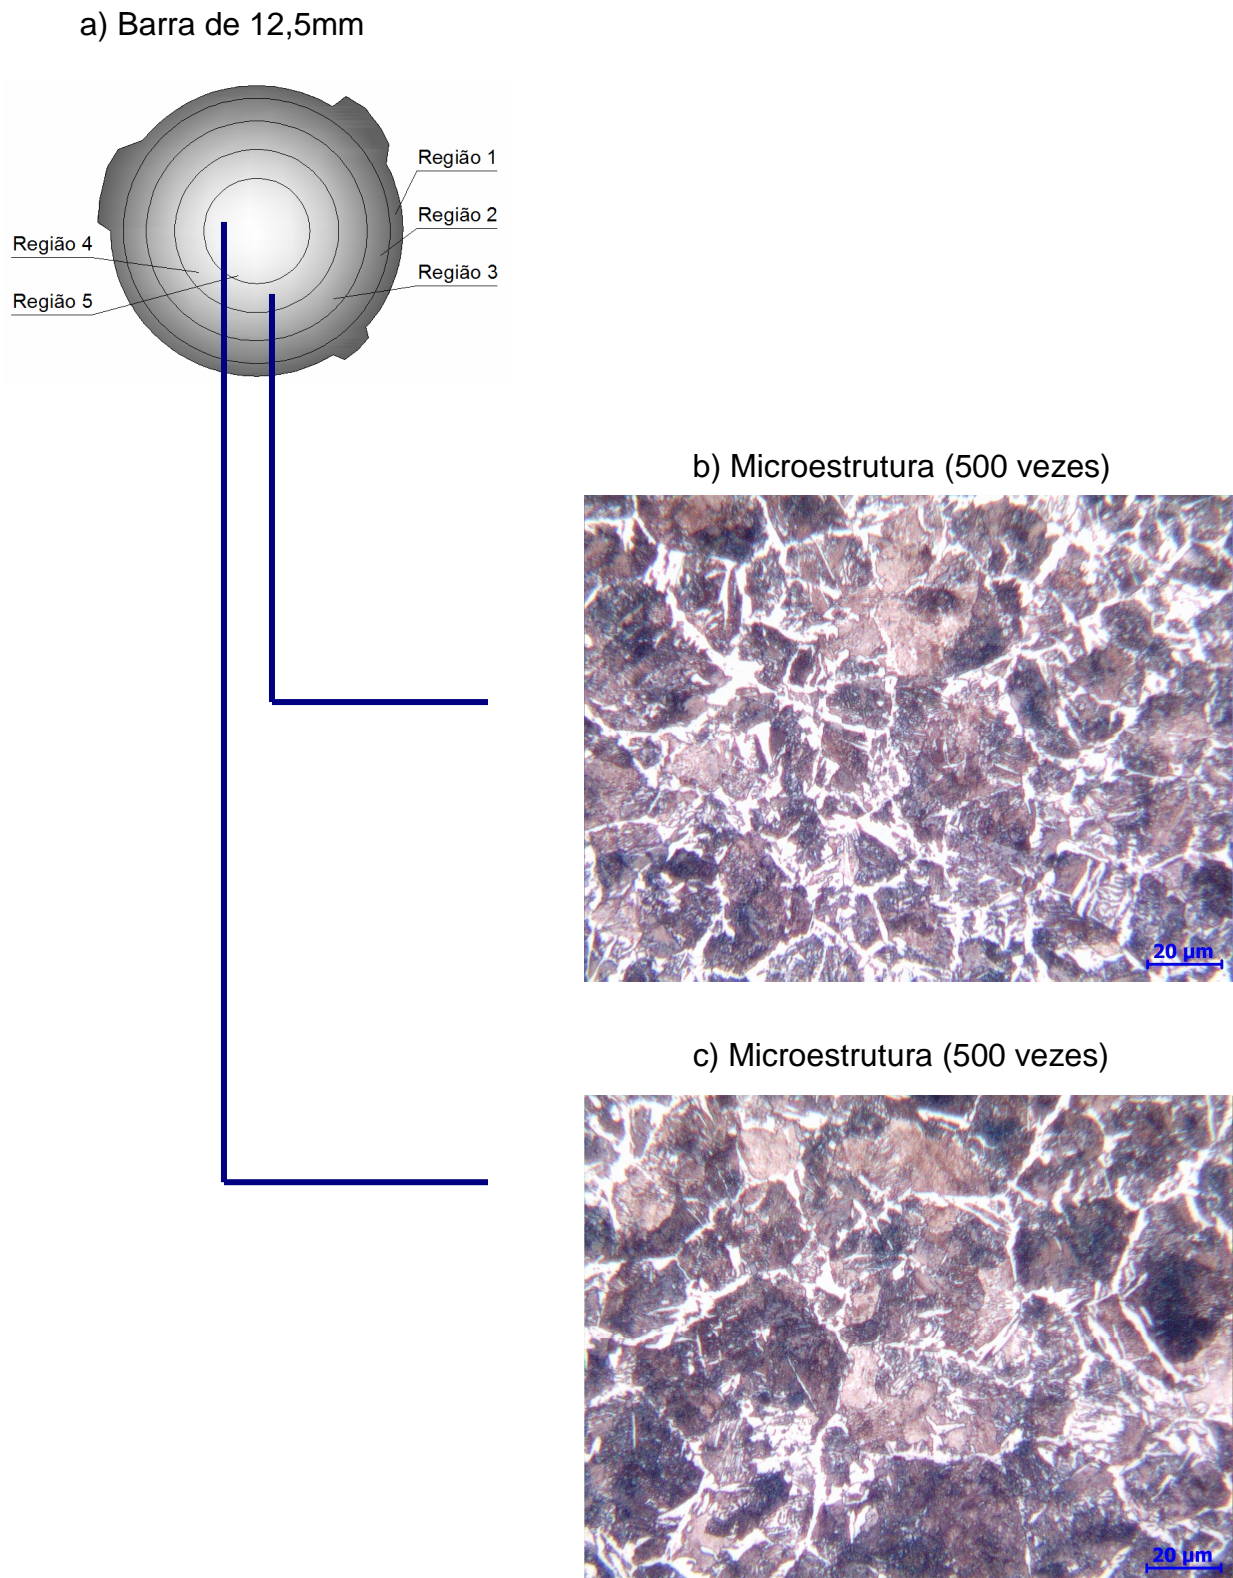 a) Barra de 12,5mm
Região 1
Região 2
Região 4
Região 3
Região 5
b) Microestrutura (500 vezes)
20 µm
c) Microestrutura (500 vezes)
20 µm